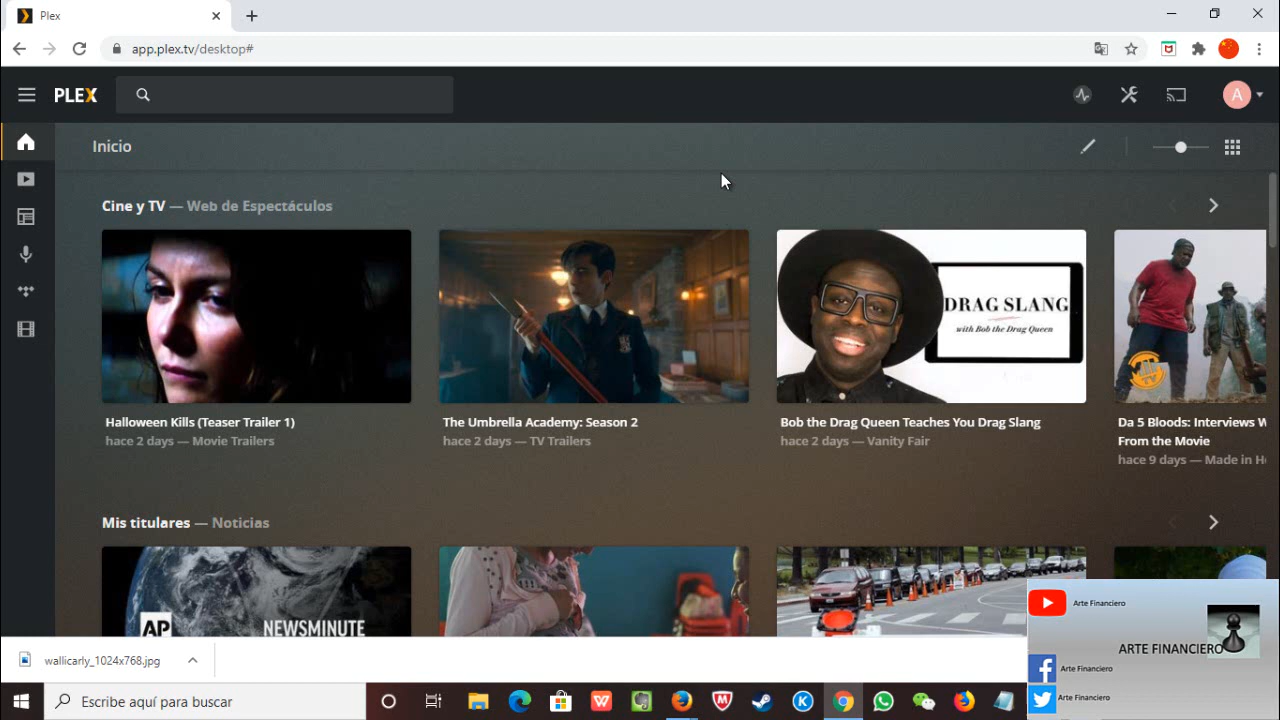 Plex
app.plex.tv/desktop#
PLEX
A
Inicio
Cine y TV — Web de Espectáculos
DRAG SLANG
with Bob the Drag Queen
Halloween Kills (Teaser Trailer 1)
hace 2 days — Movie Trailers
The Umbrella Academy: Season 2
hace 2 days — TV Trailers
Bob the Drag Queen Teaches You Drag Slang
hace 2 days — Vanity Fair
Da 5 Bloods: Interviews
From the Movie
hace 9 days — Made in
Mis titulares — Noticias
AP
NEWSMINUTE
Arte Financiero
ARTE FINANCIERO
Arte Financiero
Arte Financiero
wallicarly_1024x768.jpg
Escribe aquí para buscar